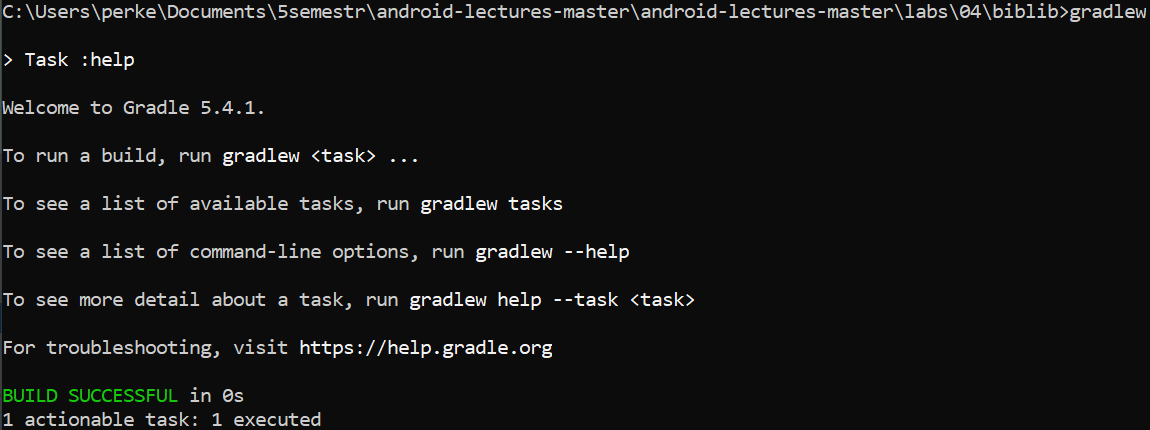 C:\Users\perke\Documents\5semestr\android-lectures-master\android-lectures-master\labs\04\biblib>gradlew
> Task :help
Welcome to Gradle 5.4.1.
To run a build, run gradlew <task> ...
To see a list of available tasks, run gradlew tasks
To see a list of command-line options, run gradlew --help
To see more detail about a task, run gradlew help --task <task>
For troubleshooting, visit https://help.gradle.org
BUILD SUCCESSFUL in 0s
1 actionable task: 1 executed